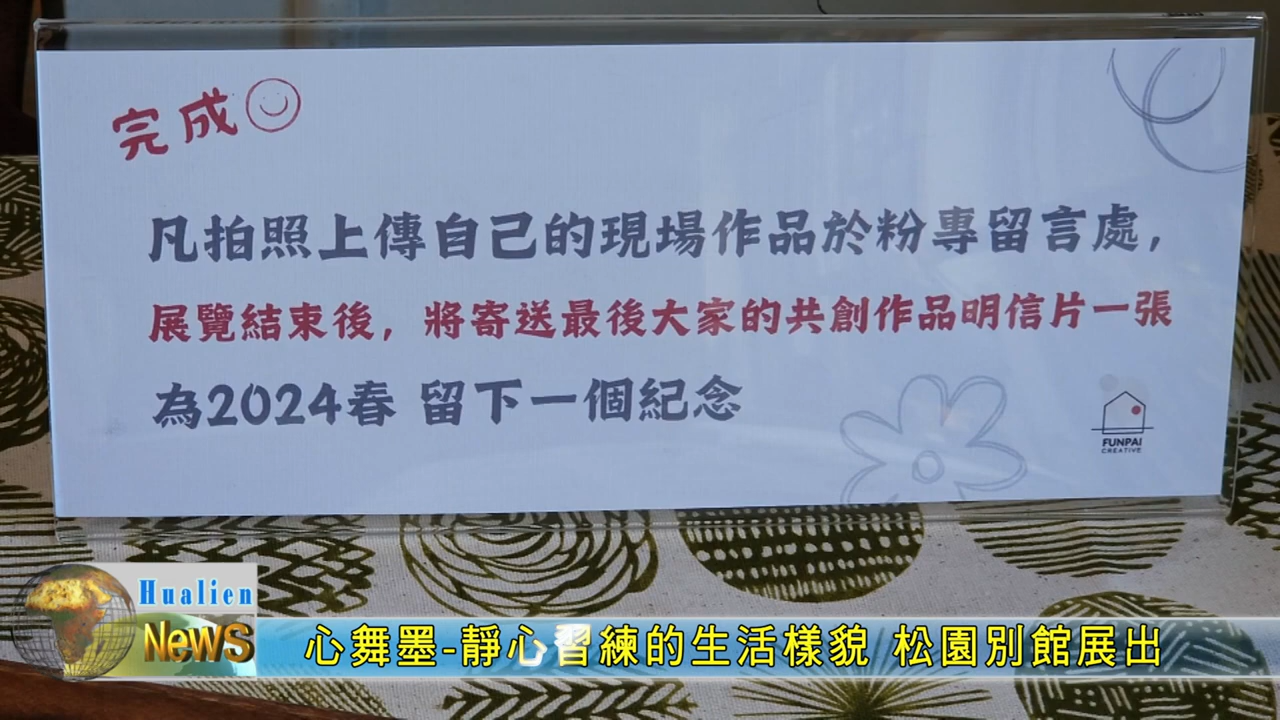 完成
凡拍照上傳自己的現場作品於粉專留言處，
展覽結束後，將寄送最後大家的共創作品明信片一張
為2024春 留下一個紀念
FUNPAI
CREATIVE
Hualien
NewS
心舞墨-靜心習練的生活樣貌 松園別館展出